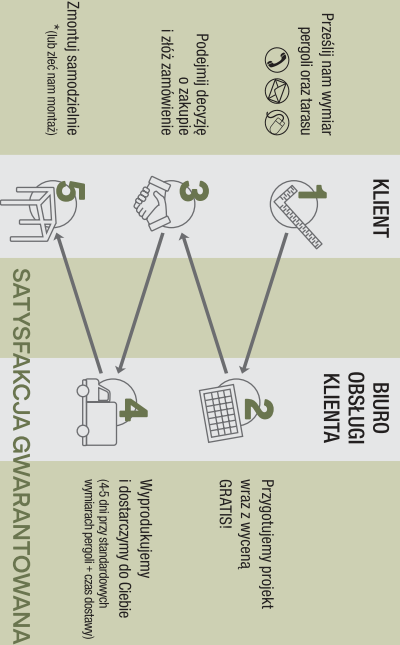 KLIENT
BIURO
OBSŁUGI
KLIENTA
1
Prześlij nam wymiar
pergoli oraz tarasu
2
Przygotujemy projekt
wraz z wyceną
GRATIS!
3
Podejmij decyzję
o zakupie
i złóż zamówienie
4
Wyprodukujemy
i dostarczymy do Ciebie
(4-5 dni przy standardowych
wymiarach pergoli + czas dostawy)
5
Zmontuj samodzielnie
*(lub zleć nam montaż)
SATYSFAKCJA GWARANTOWANA